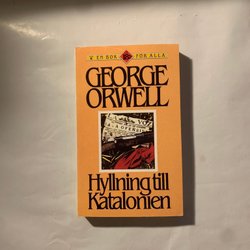 EN BOK FÖR ALLA
GEORGE
ORWELL
Hyllning till
Katalonien